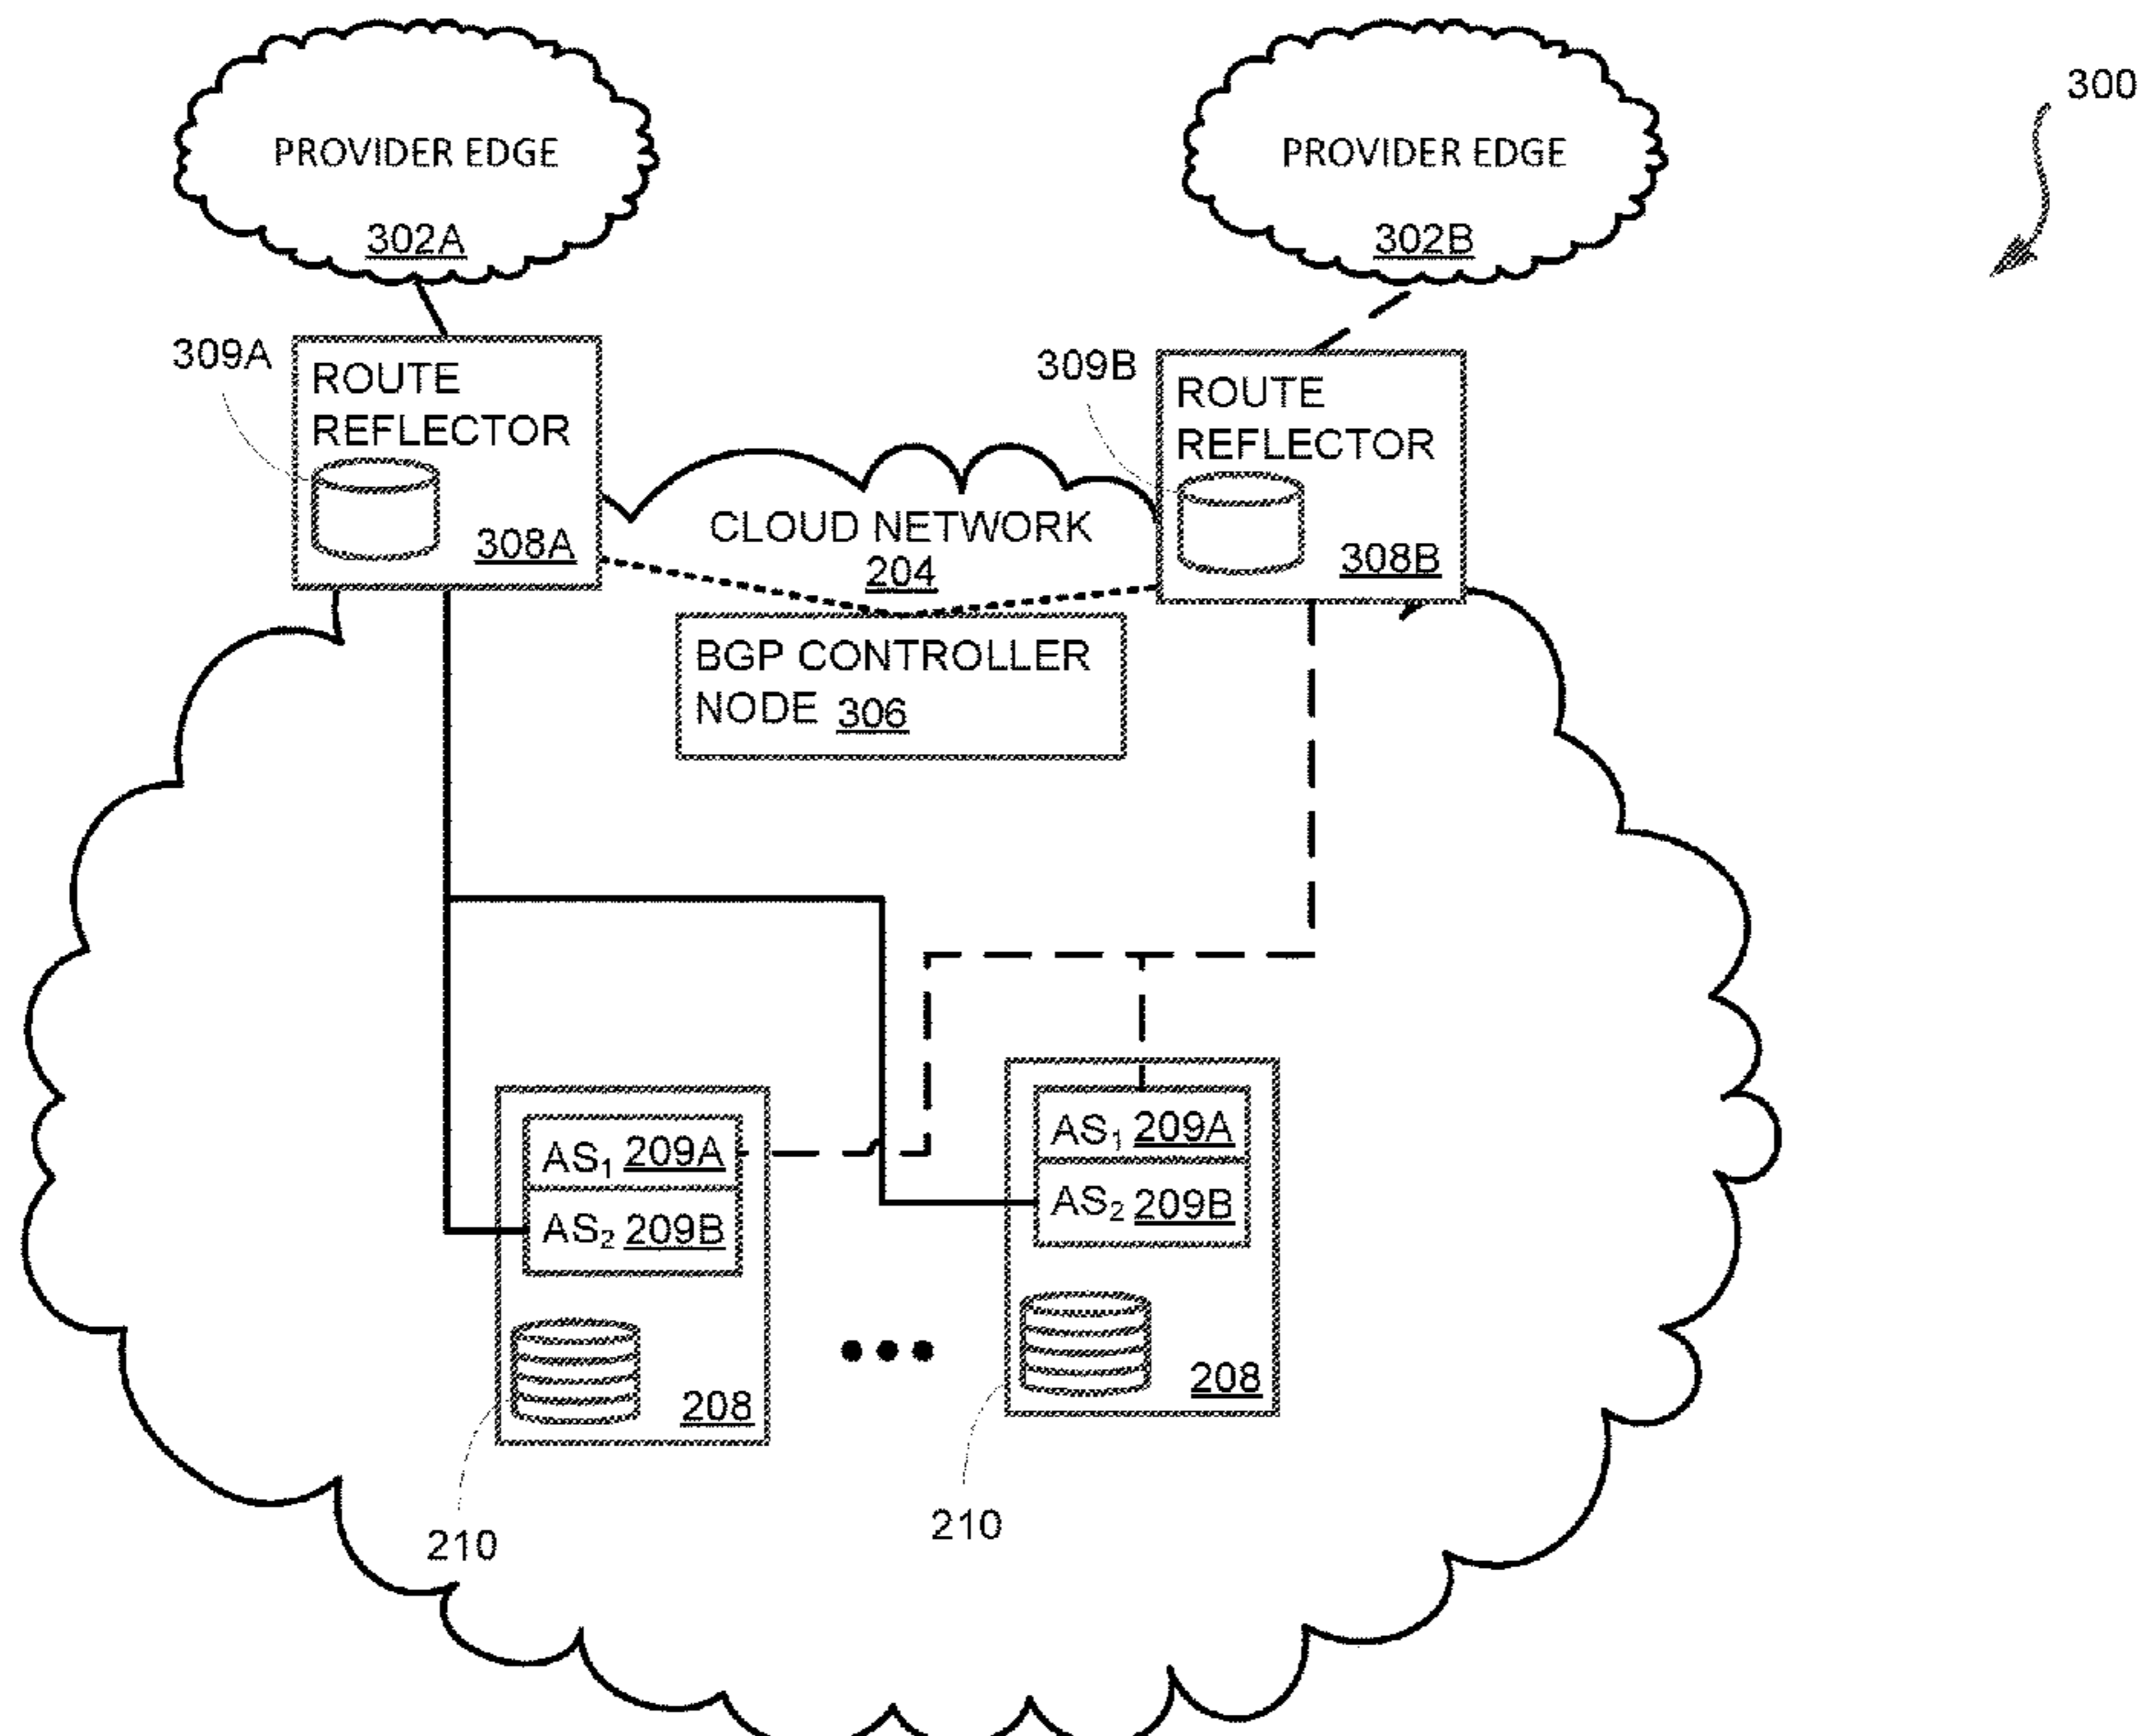 300
PROVIDER EDGE
302A
PROVIDER EDGE
302B
309A
ROUTE
REFLECTOR
308A
309B
ROUTE
REFLECTOR
308B
CLOUD NETWORK
204
BGP CONTROLLER
NODE 306
AS1 209A
AS2 209B
208
210
AS1 209A
AS2 209B
208
210